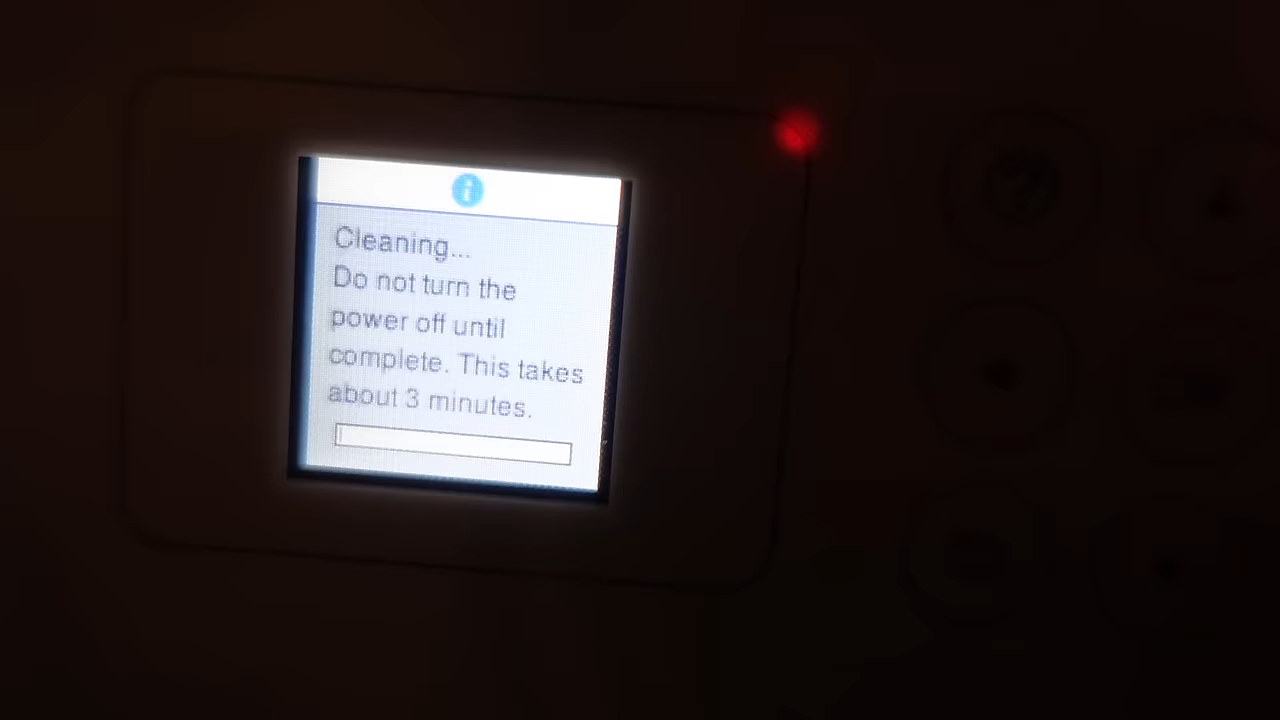 Cleaning...
Do not turn the
power off until
complete. This takes
about 3 minutes.